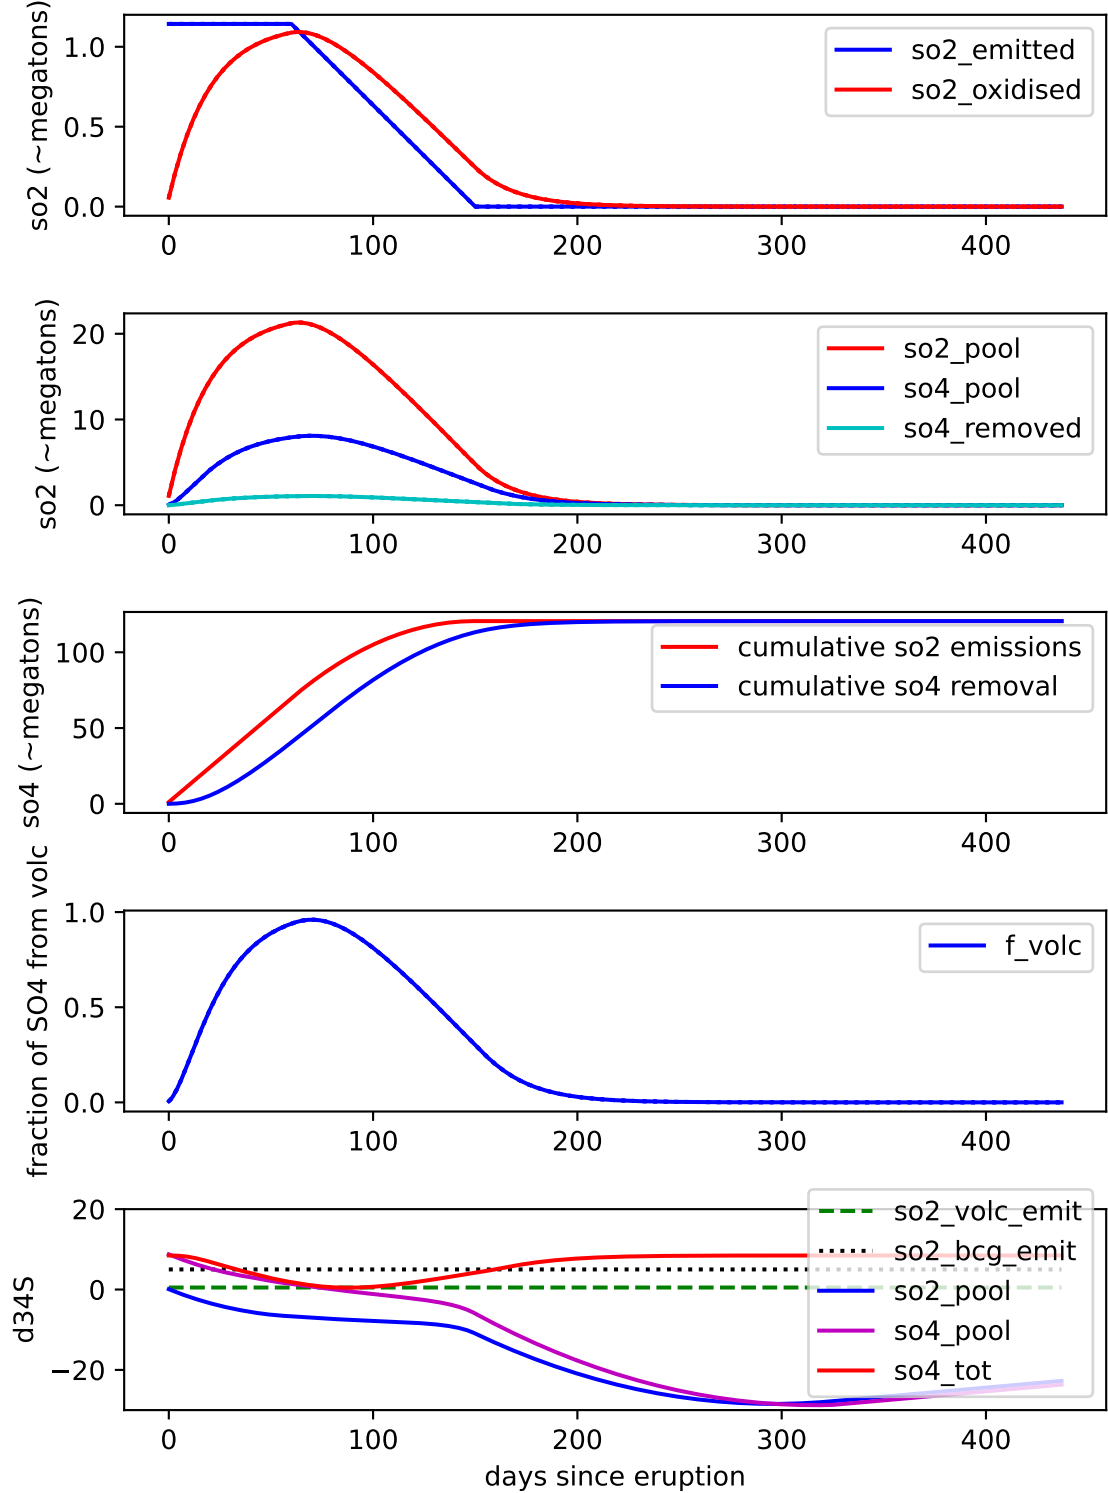 so2 (~megatons)
1.0
0.5
0.0
so2_emitted
so2_oxidised
0 100 200 300 400
so2 (~megatons)
20
10
0
so2_pool
so4_pool
so4_removed
0 100 200 300 400
so4 (~megatons)
100
50
0
cumulative so2 emissions
cumulative so4 removal
0 100 200 300 400
fraction of SO4 from volc
1.0
0.5
0.0
f_volc
0 100 200 300 400
d34S
20
0
−20
so2_volc_emit
so2_bcg_emit
so2_pool
so4_pool
so4_tot
0 100 200 300 400
days since eruption